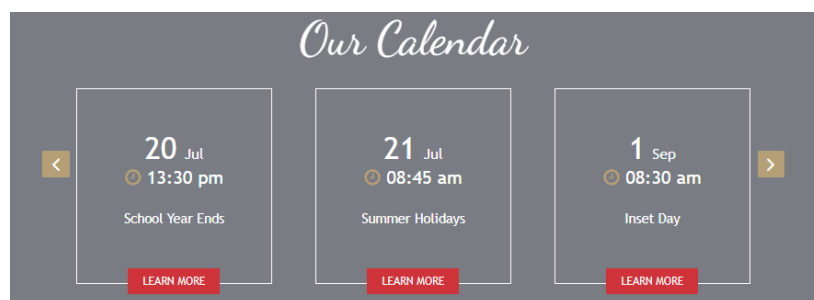 Our Calendar
20 Jul
13:30 pm
School Year Ends
LEARN MORE
21 Jul
08:45 am
Summer Holidays
LEARN MORE
1 Sep
08:30 am
Inset Day
LEARN MORE